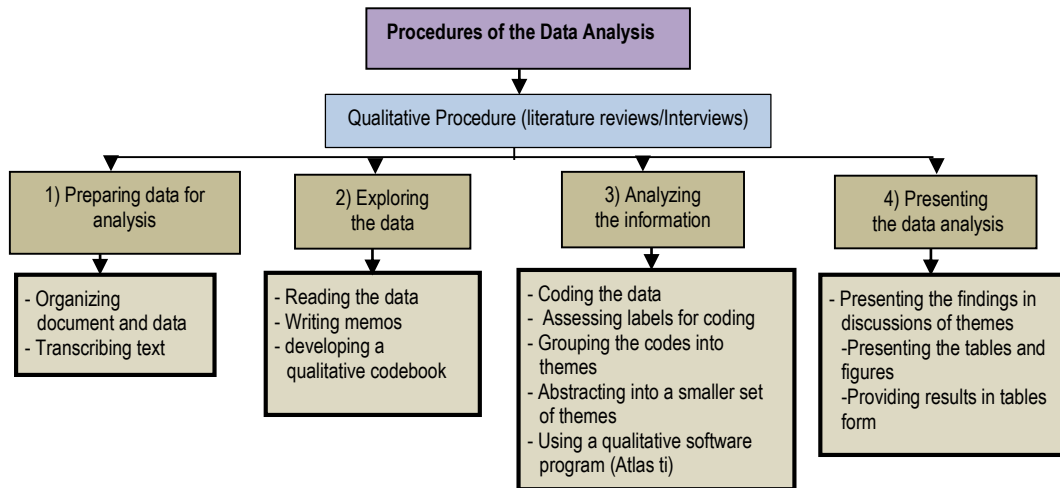 Procedures of the Data Analysis
Qualitative Procedure (literature reviews/Interviews)
1) Preparing data for
analysis
- Organizing
document and data
- Transcribing text
2) Exploring
the data
- Reading the data
- Writing memos
- developing a
qualitative codebook
3) Analyzing
the information
- Coding the data
- Assessing labels for coding
- Grouping the codes into
themes
- Abstracting into a smaller set
of themes
- Using a qualitative software
program (Atlas ti)
4) Presenting
the data analysis
- Presenting the findings in
discussions of themes
-Presenting the tables and
figures
-Providing results in tables
form